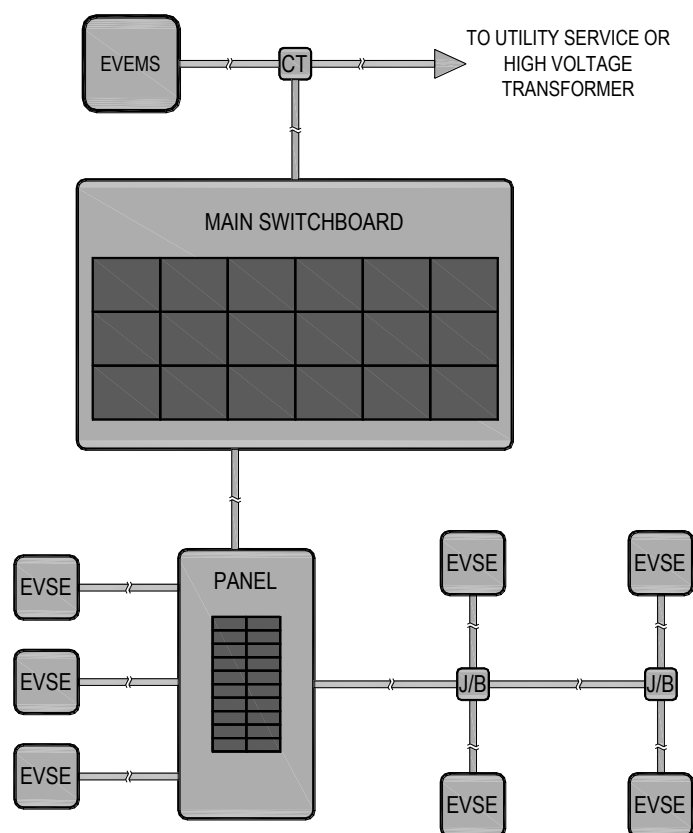 EVEMS
CT
TO UTILITY SERVICE OR
HIGH VOLTAGE
TRANSFORMER
MAIN SWITCHBOARD
EVSE
EVSE
EVSE
PANEL
EVSE
EVSE
J/B
J/B
EVSE
EVSE